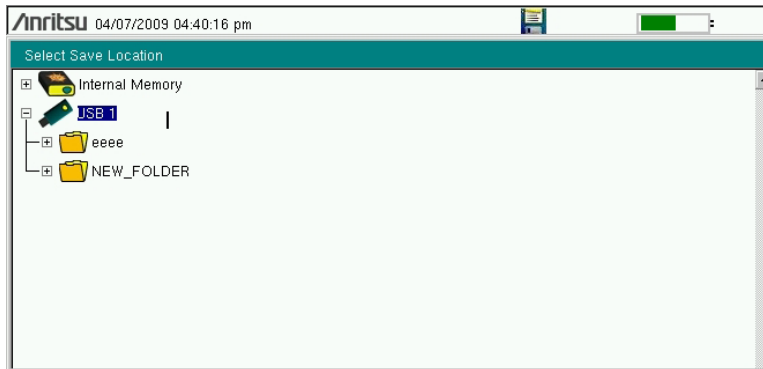 Anritsu 04/07/2009 04:40:16 pm
Select Save Location
Internal Memory
USB 1
eeee
NEW_FOLDER